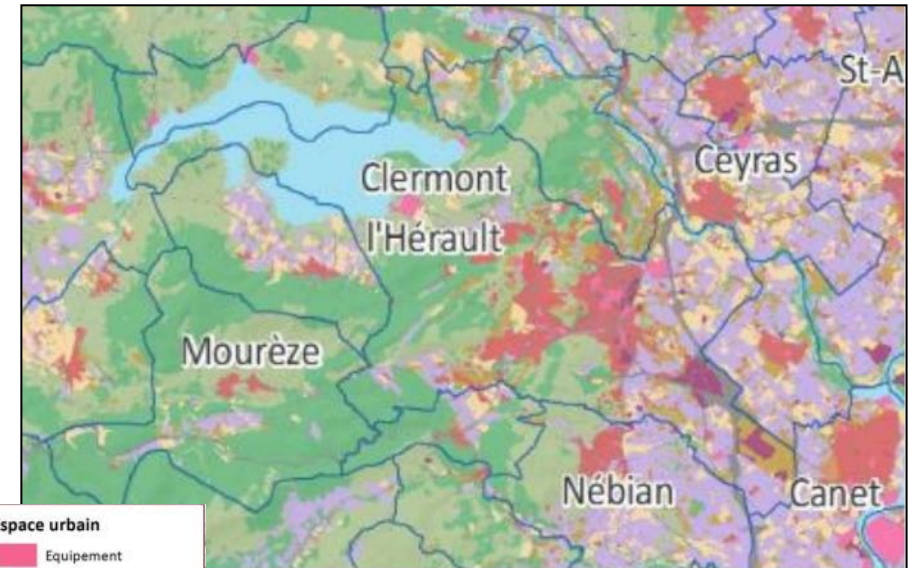 St-A
Ceyras
Clermont
l'Hérault
Mourèze
Nébian
Canet
space urbain
Equipement